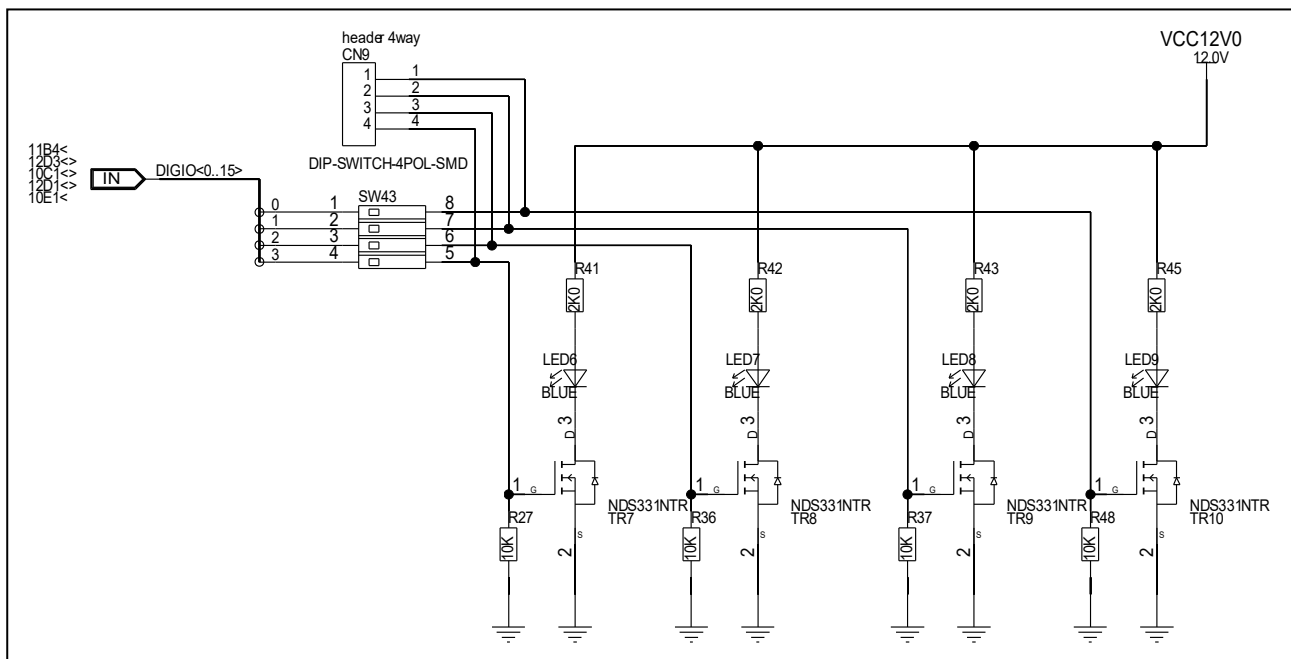 header 4way
CN9
VCC12V0
12.0V
1 1
2 2
3 3
4 4
11B4<
12D3<>
10C1<>
12D1<>
10E1<
IN
DIGIO<0..15>
DIP-SWITCH-4POL-SMD
SW43
0 1 8
1 2 7
2 3 6
3 4 5
R41 R42 R43 R45
2K0 2K0 2K0 2K0
LED6 LED7 LED8 LED9
BLUE BLUE BLUE BLUE
3 3 3 3
D D D D
1 G 1 G 1 G 1 G
NDS331NTR NDS331NTR NDS331NTR NDS331NTR
TR7 TR8 TR9 TR10
R27 R36 R37 R48
S S S S
10K 2 10K 2 10K 2 10K 2